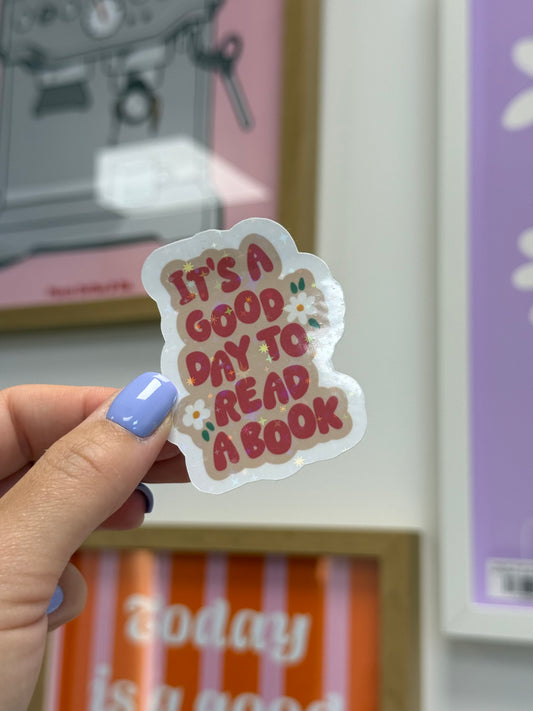 IT'S A
GOOD
DAY TO
READ
A BOOK
Today
is a good